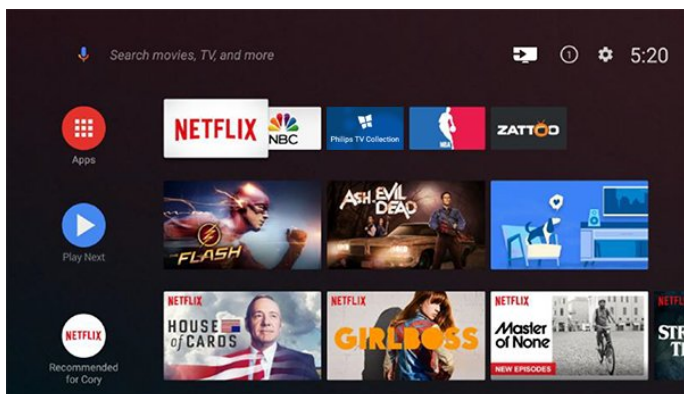 Search movies, TV, and more
1
5:20
Apps
NETFLIX
NBC
Philips TV Collection
NBA
ZATTOO
Play Next
THE FLASH
ASH vs EVIL DEAD
NETFLIX
Recommended
for Cory
NETFLIX
HOUSE
of CARDS
NETFLIX
GIRLBOSS
NETFLIX
Master
of None
NEW EPISODES